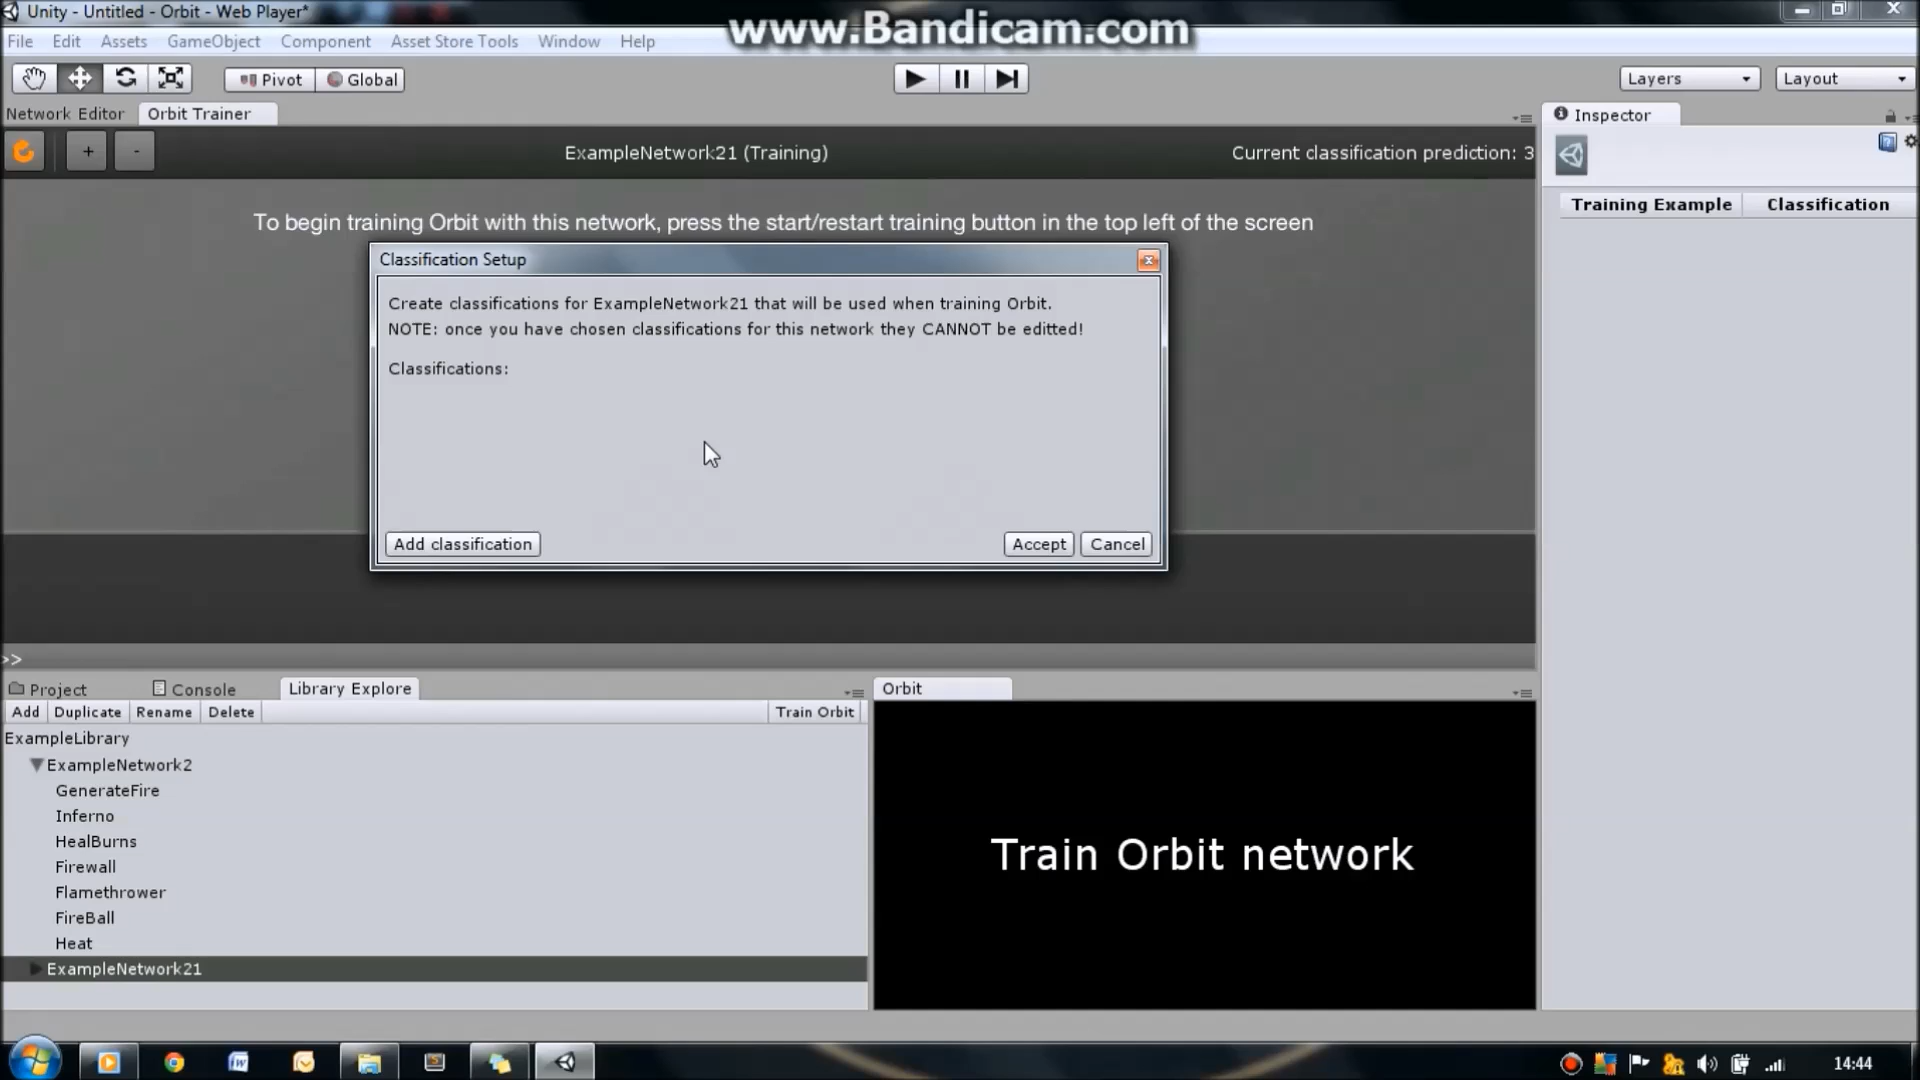 Unity - Untitled - Orbit - Web Player*
www.Bandicam.com
File Edit Assets GameObject Component Asset Store Tools Window Help
Pivot Global Layers Layout
Network Editor Orbit Trainer
Inspector
+ - ExampleNetwork21 (Training) Current classification prediction: 3
To begin training Orbit with this network, press the start/restart training button in the top left of the screen
Training Example Classification
Classification Setup
Create classifications for ExampleNetwork21 that will be used when training Orbit.
NOTE: once you have chosen classifications for this network they CANNOT be editted!
Classifications:
Add classification Accept Cancel
>>
Project Console Library Explore Orbit
Add Duplicate Rename Delete Train Orbit
ExampleLibrary
ExampleNetwork2
GenerateFire
Inferno
HealBurns
Firewall
Flamethrower
FireBall
Heat
ExampleNetwork21
Train Orbit network
14:44